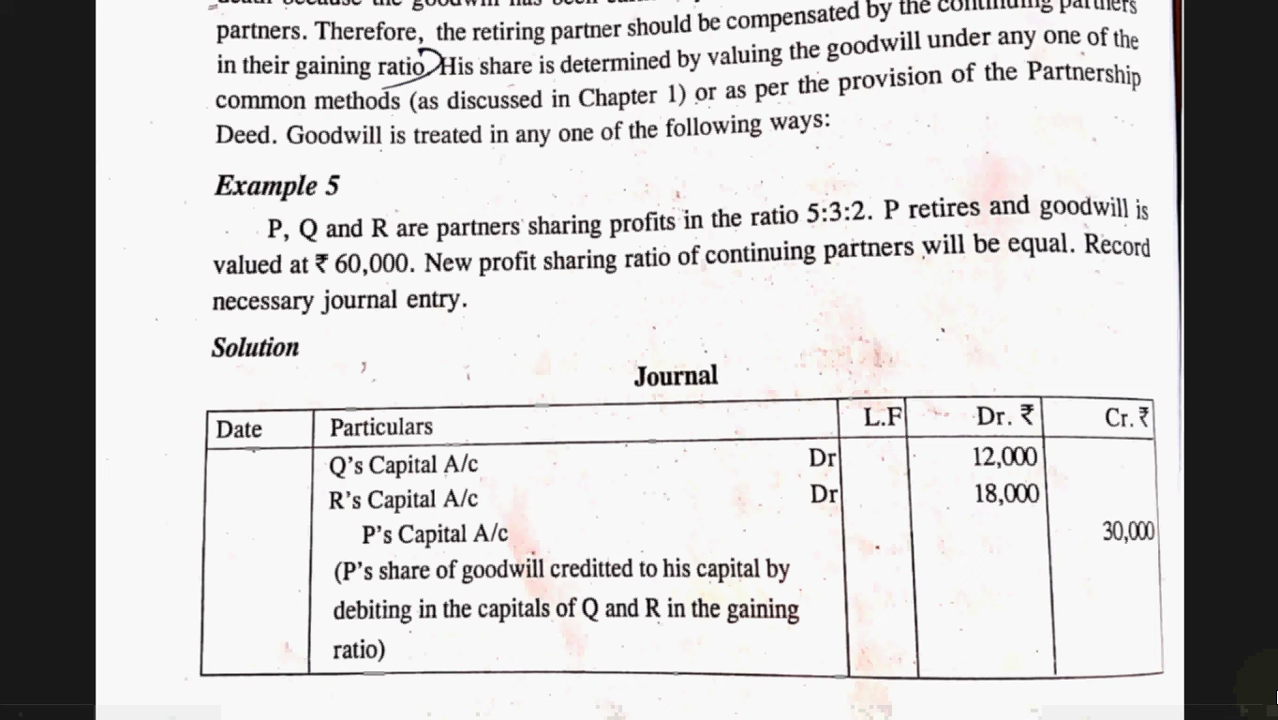 partners. Therefore, the retiring partner should be compensated by the continuing partners
in their gaining ratio His share is determined by valuing the goodwill under any one of the
common methods (as discussed in Chapter 1) or as per the provision of the Partnership
Deed. Goodwill is treated in any one of the following ways:
Example 5
P, Q and R are partners sharing profits in the ratio 5:3:2. P retires and goodwill is
valued at ₹ 60,000. New profit sharing ratio of continuing partners will be equal. Record
necessary journal entry.
Solution
Journal
Date Particulars L.F Dr. ₹ Cr. ₹
Q's Capital A/c Dr 12,000
R's Capital A/c Dr 18,000
P's Capital A/c 30,000
(P's share of goodwill creditted to his capital by
debiting in the capitals of Q and R in the gaining
ratio)